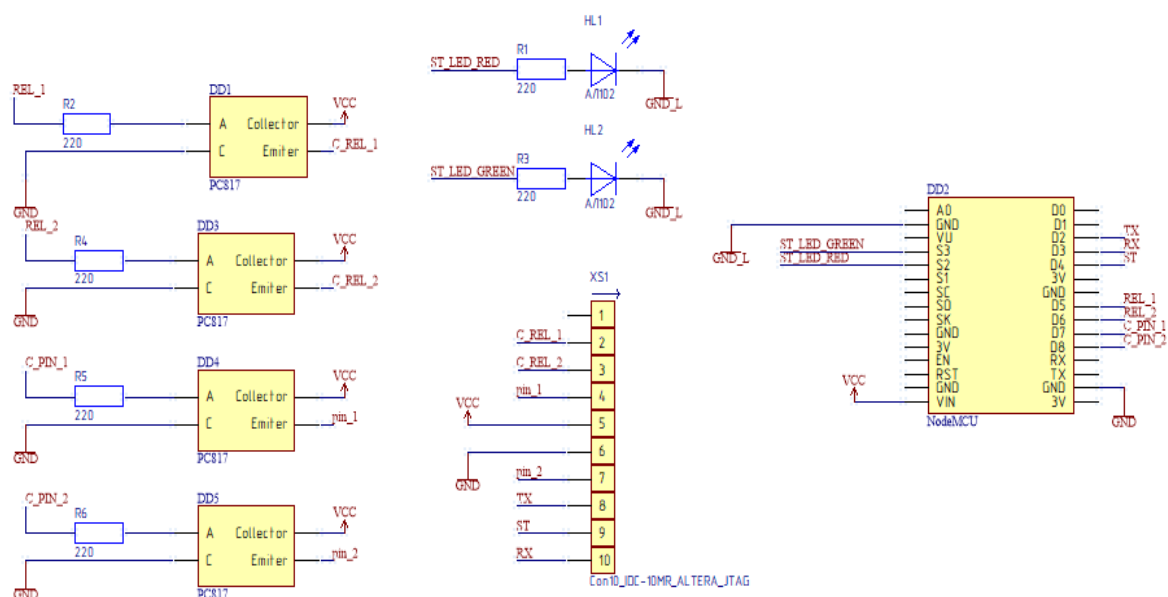 REL_1
R2
220
GND
DD1
A
Collector
C
Emiter
PC817
VCC
C_REL_1
REL_2
R4
220
GND
DD3
A
Collector
C
Emiter
PC817
VCC
C_REL_2
C_PIN_1
R5
220
GND
DD4
A
Collector
C
Emiter
PC817
VCC
pin_1
C_PIN_2
R6
220
GND
DD5
A
Collector
C
Emiter
PC817
VCC
pin_2
HL1
ST_LED_RED
R1
220
АЛ102
GND_L
HL2
ST_LED_GREEN
R3
220
АЛ102
GND_L
XS1
1
C_REL_1
2
C_REL_2
3
pin_1
4
VCC
5
GND
6
pin_2
7
TX
8
ST
9
RX
10
Con10_IDC-10MR_ALTERA_JTAG
DD2
A0 D0
GND D1
VU D2 TX
ST_LED_GREEN S3 D3 RX
ST_LED_RED S2 D4 ST
GND_L
S1 3V
SC GND
SD D5 REL_1
SK D6 REL_2
GND D7 C_PIN_1
3V D8 C_PIN_2
EN RX
RST TX
VCC
GND GND
VIN 3V
GND
NodeMCU